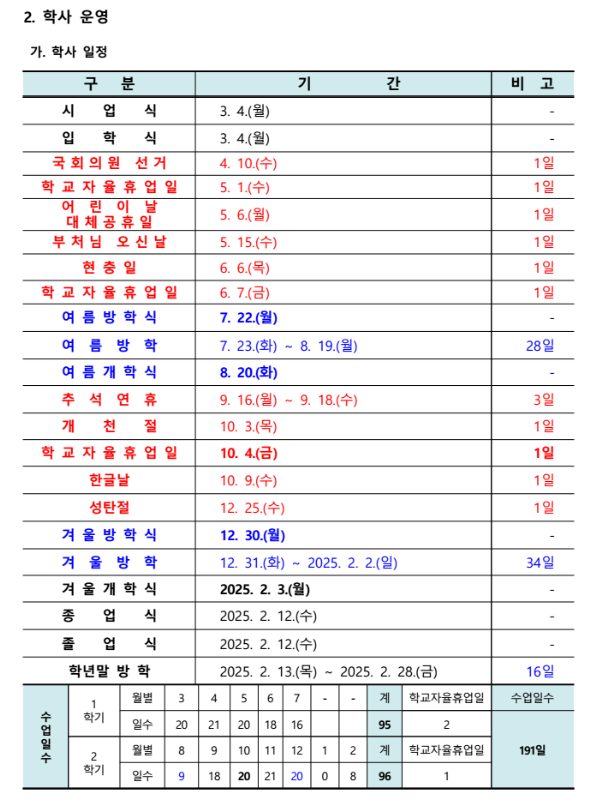 2. 학사 운영
가. 학사 일정
구 분 기 간 비 고
시 업 식 3. 4.(월) -
입 학 식 3. 4.(월) -
국회의원 선거 4. 10.(수) 1일
학교자율휴업일 5. 1.(수) 1일
어 린 이 날
대체공휴일 5. 6.(월) 1일
부처님 오신날 5. 15.(수) 1일
현충일 6. 6.(목) 1일
학교자율휴업일 6. 7.(금) 1일
여름방학식 7. 22.(월) -
여 름 방 학 7. 23.(화) ~ 8. 19.(월) 28일
여름개학식 8. 20.(화) -
추 석 연 휴 9. 16.(월) ~ 9. 18.(수) 3일
개 천 절 10. 3.(목) 1일
학교자율휴업일 10. 4.(금) 1일
한글날 10. 9.(수) 1일
성탄절 12. 25.(수) 1일
겨울방학식 12. 30.(월) -
겨 울 방 학 12. 31.(화) ~ 2025. 2. 2.(일) 34일
겨울개학식 2025. 2. 3.(월) -
종 업 식 2025. 2. 12.(수) -
졸 업 식 2025. 2. 12.(수) -
학년말 방 학 2025. 2. 13.(목) ~ 2025. 2. 28.(금) 16일
수업일수
1학기 월별 3 4 5 6 7 - - 계 학교자율휴업일 수업일수
일수 20 21 20 18 16 95 2
2학기 월별 8 9 10 11 12 1 2 계 학교자율휴업일 191일
일수 9 18 20 21 20 0 8 96 1